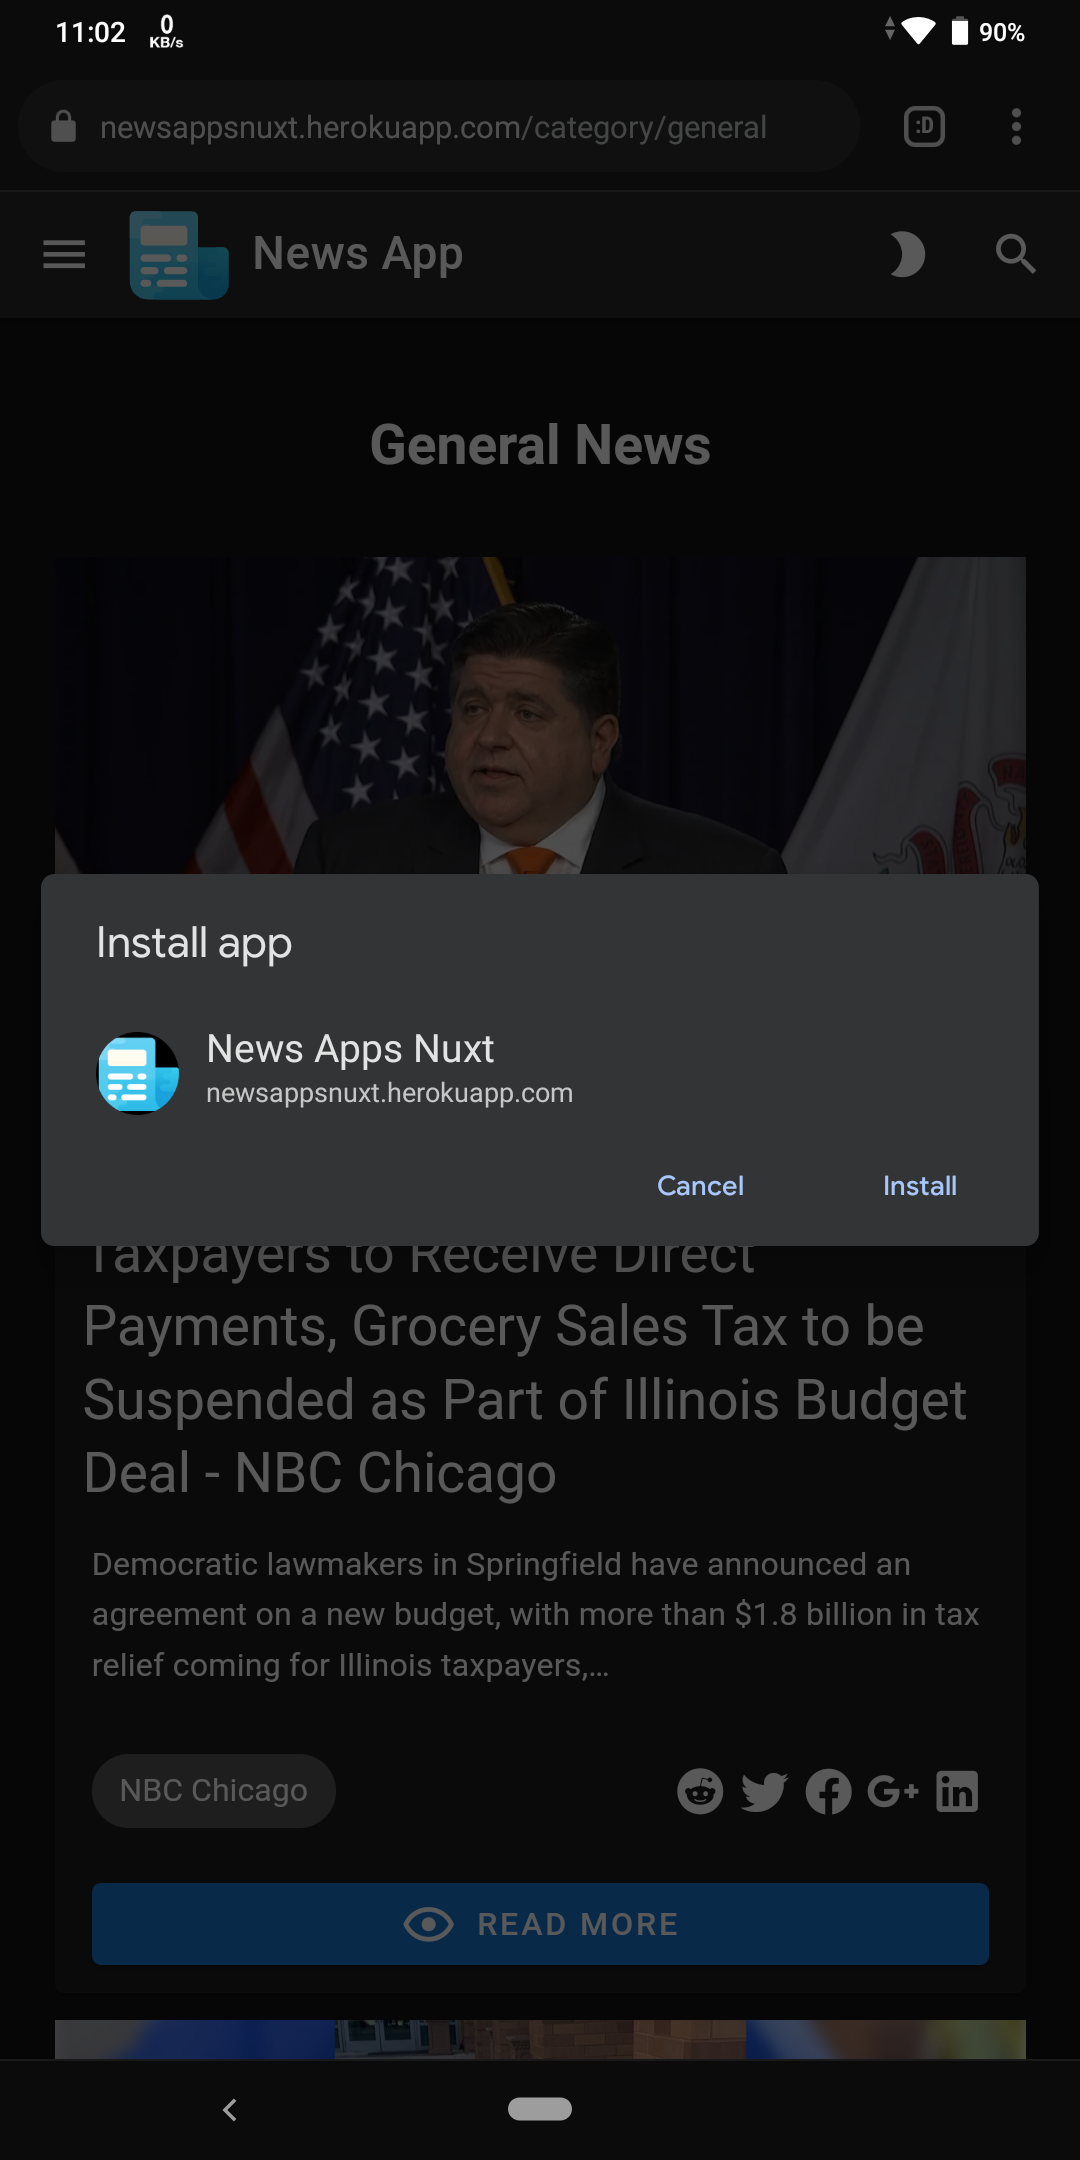 11:02
0
KB/s
90%
newsappsnuxt.herokuapp.com/category/general
:D
News App
General News
Install app
News Apps Nuxt
newsappsnuxt.herokuapp.com
Cancel
Install
Taxpayers to Receive Direct
Payments, Grocery Sales Tax to be
Suspended as Part of Illinois Budget
Deal - NBC Chicago
Democratic lawmakers in Springfield have announced an
agreement on a new budget, with more than $1.8 billion in tax
relief coming for Illinois taxpayers,...
NBC Chicago
G+
in
READ MORE